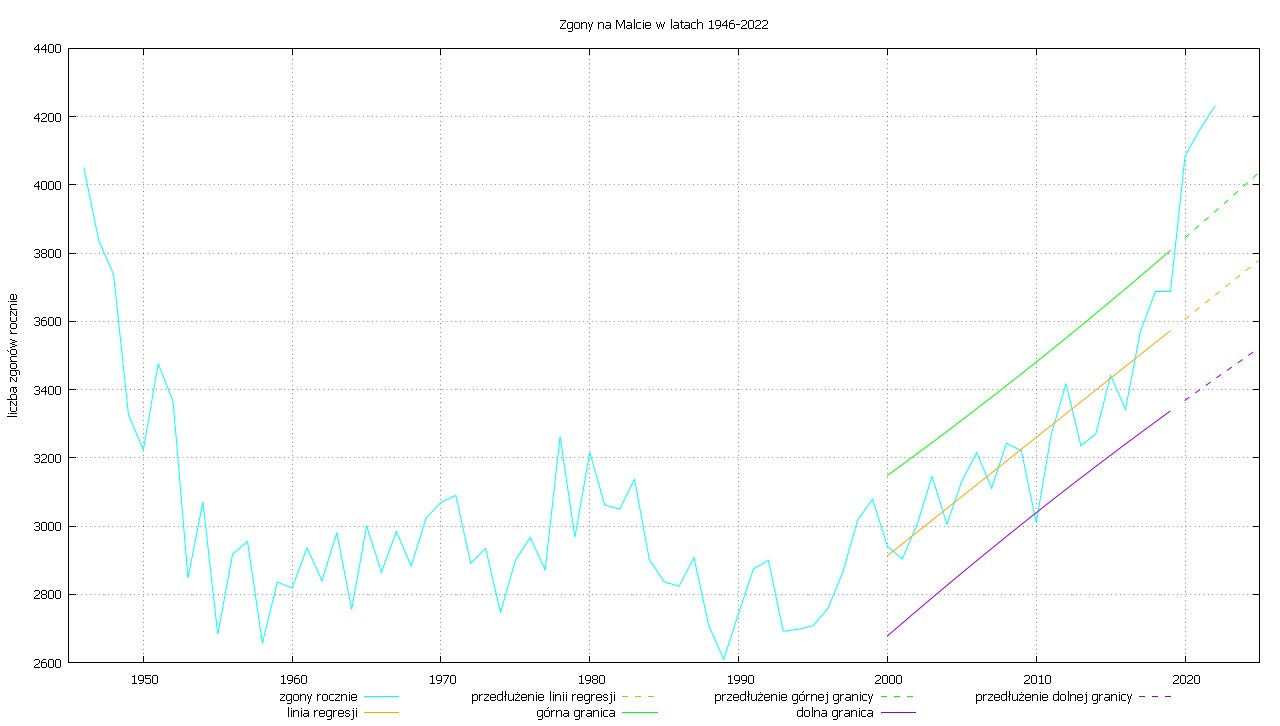 Zgony na Malcie w latach 1946-2022
4400
4200
4000
3800
3600
3400
3200
3000
2800
2600
liczba zgonów rocznie
1950 1960 1970 1980 1990 2000 2010 2020
zgony rocznie przedłużenie linii regresji przedłużenie górnej granicy przedłużenie dolnej granicy
linia regresji górna granica dolna granica